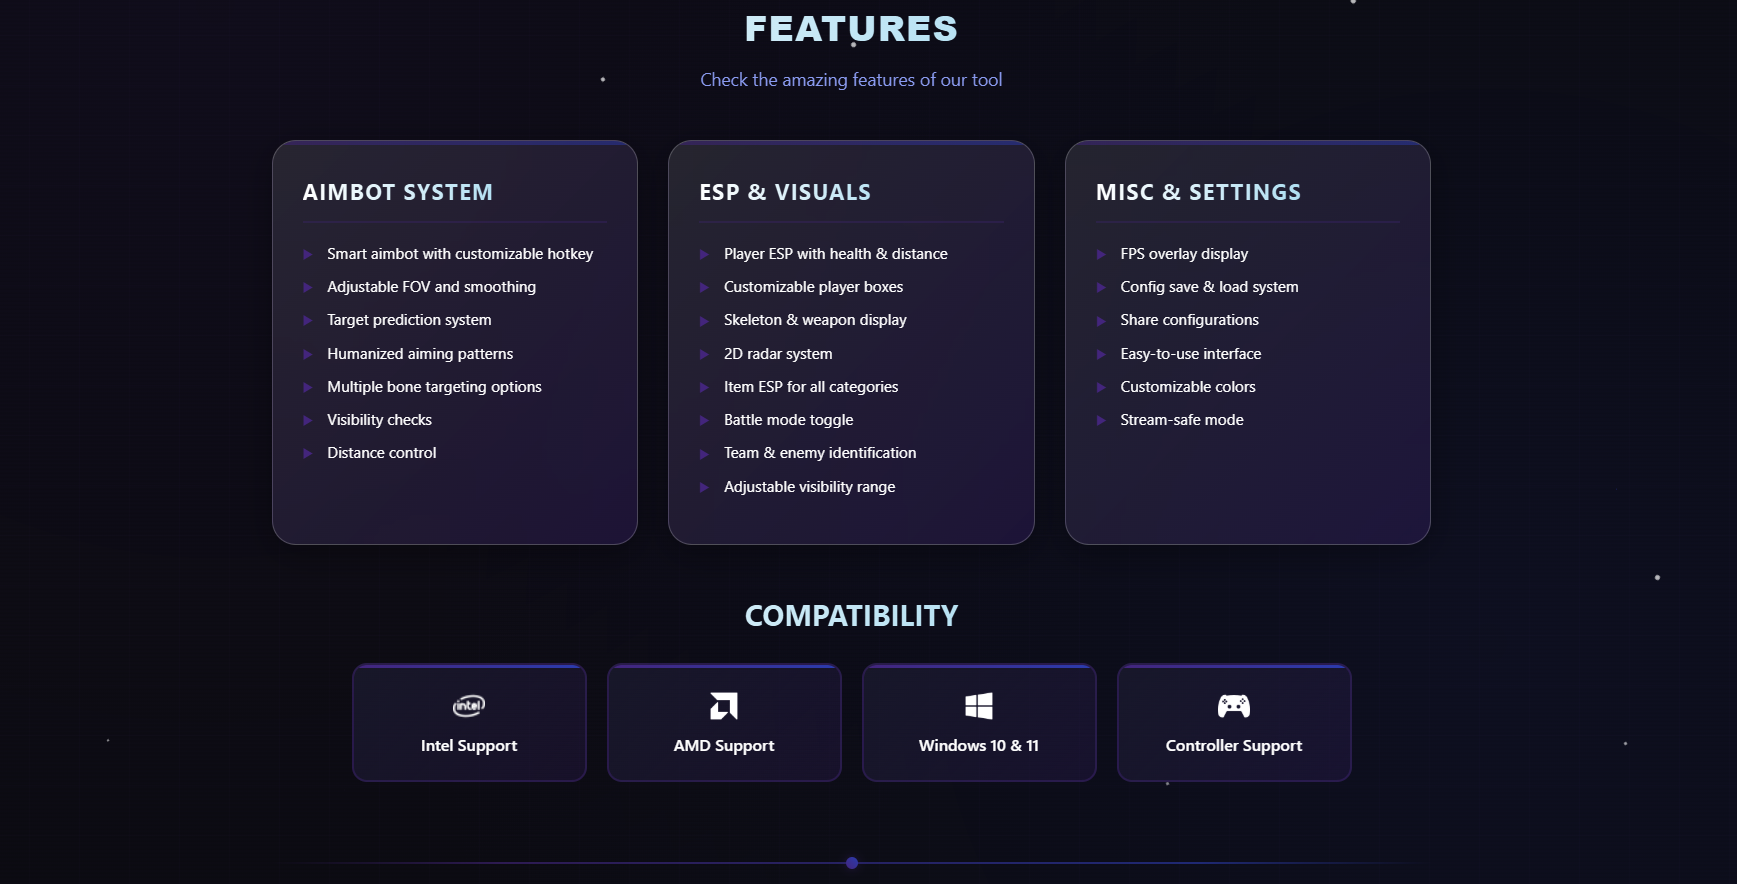 FEATURES
Check the amazing features of our tool
AIMBOT SYSTEM
Smart aimbot with customizable hotkey
Adjustable FOV and smoothing
Target prediction system
Humanized aiming patterns
Multiple bone targeting options
Visibility checks
Distance control
ESP & VISUALS
Player ESP with health & distance
Customizable player boxes
Skeleton & weapon display
2D radar system
Item ESP for all categories
Battle mode toggle
Team & enemy identification
Adjustable visibility range
MISC & SETTINGS
FPS overlay display
Config save & load system
Share configurations
Easy-to-use interface
Customizable colors
Stream-safe mode
COMPATIBILITY
intel
Intel Support
AMD Support
Windows 10 & 11
Controller Support